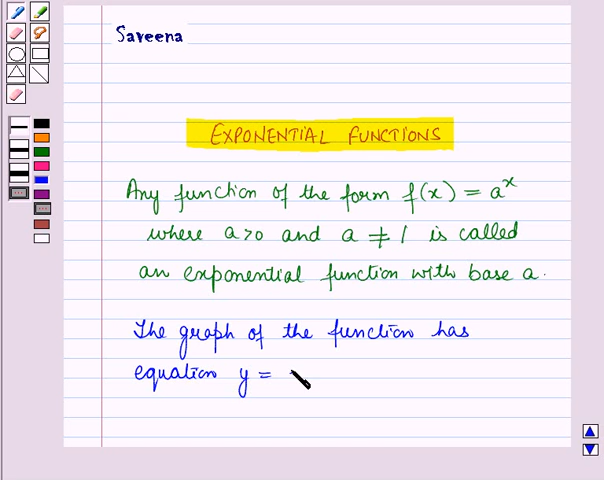 Saveena
EXPONENTIAL FUNCTIONS
Any function of the form f(x) = aˣ
where a>0 and a ≠ 1 is called
an exponential function with base a.
The graph of the function has
equation y =